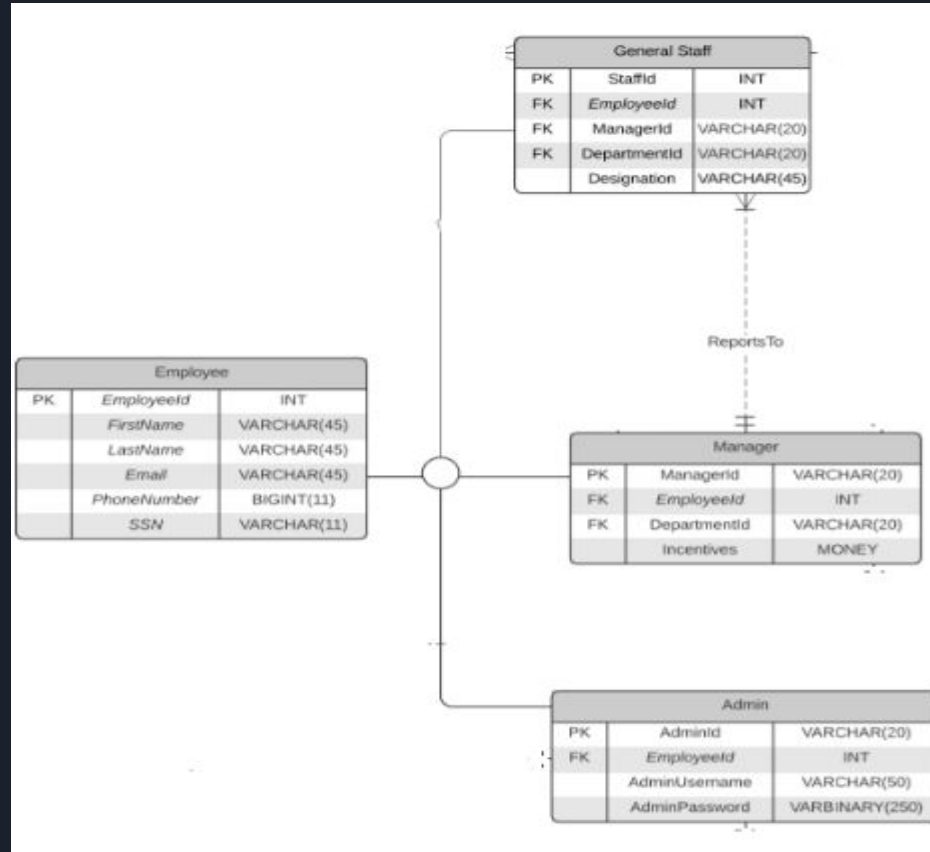 General Staff
PK StaffId INT
FK EmployeeId INT
FK ManagerId VARCHAR(20)
FK DepartmentId VARCHAR(20)
Designation VARCHAR(45)
ReportsTo
Employee
PK EmployeeId INT
FirstName VARCHAR(45)
LastName VARCHAR(45)
Email VARCHAR(45)
PhoneNumber BIGINT(11)
SSN VARCHAR(11)
Manager
PK ManagerId VARCHAR(20)
FK EmployeeId INT
FK DepartmentId VARCHAR(20)
Incentives MONEY
Admin
PK AdminId VARCHAR(20)
FK EmployeeId INT
AdminUsername VARCHAR(50)
AdminPassword VARBINARY(250)